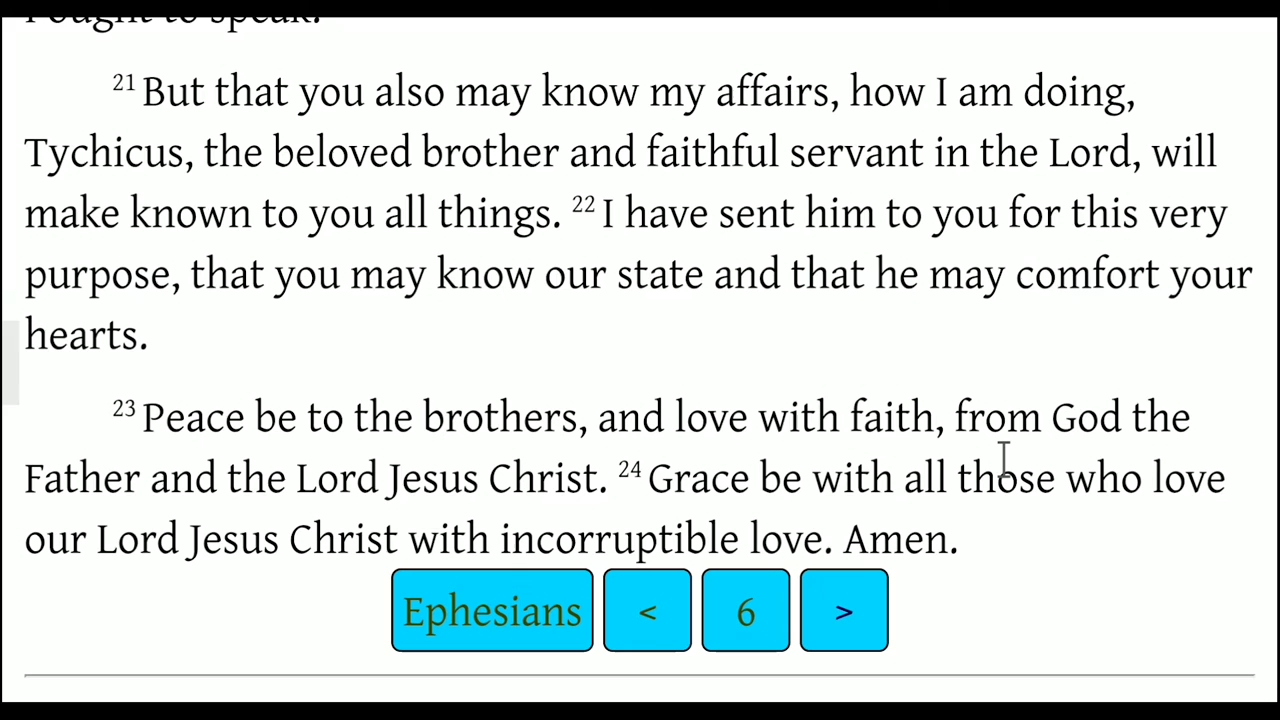 I ought to speak.
21 But that you also may know my affairs, how I am doing,
Tychicus, the beloved brother and faithful servant in the Lord, will
make known to you all things. 22 I have sent him to you for this very
purpose, that you may know our state and that he may comfort your
hearts.
23 Peace be to the brothers, and love with faith, from God the
Father and the Lord Jesus Christ. 24 Grace be with all those who love
our Lord Jesus Christ with incorruptible love. Amen.
Ephesians < 6 >